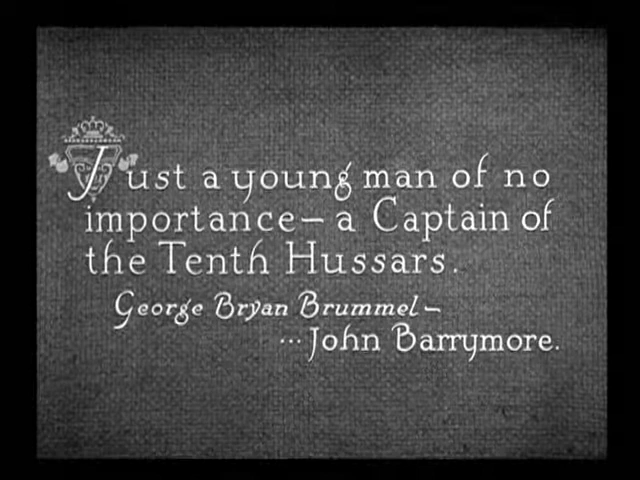 Just a young man of no
importance — a Captain of
the Tenth Hussars.
George Bryan Brummel —
... John Barrymore.